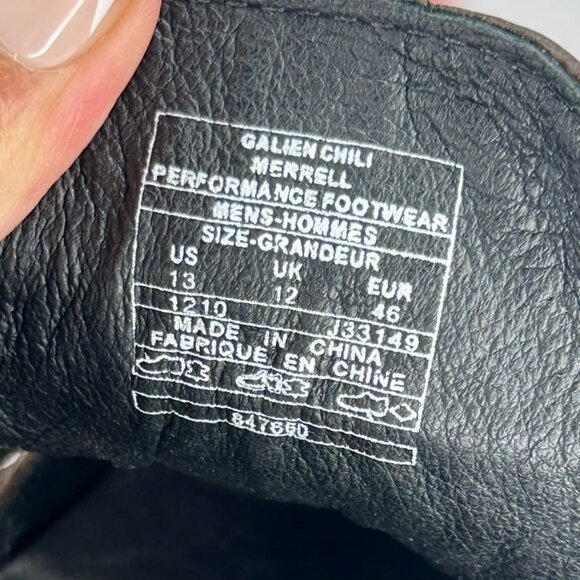 GALIEN CHILI
MERRELL
PERFORMANCE FOOTWEAR
MENS-HOMMES
SIZE-GRANDEUR
US UK EUR
13 12 46
1210 J33149
MADE IN CHINA
FABRIQUE EN CHINE